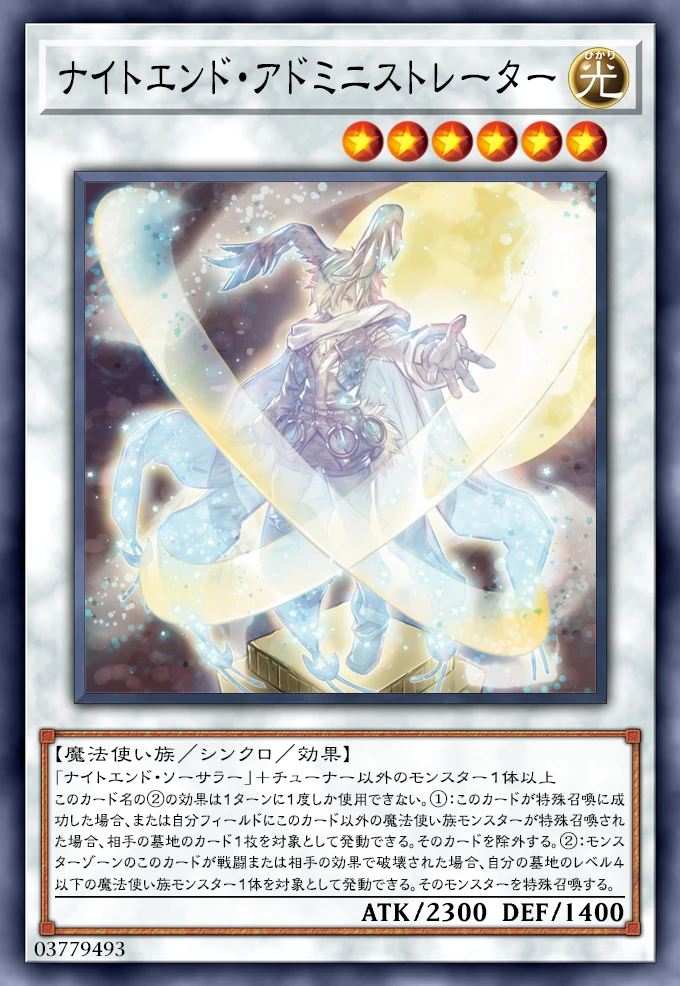 ナイトエンド・アドミニストレーター
ひかり
光
【魔法使い族／シンクロ／効果】
「ナイトエンド・ソーサラー」＋チューナー以外のモンスター１体以上
このカード名の②の効果は１ターンに１度しか使用できない。①：このカードが特殊召喚に成
功した場合、または自分フィールドにこのカード以外の魔法使い族モンスターが特殊召喚され
た場合、相手の墓地のカード１枚を対象として発動できる。そのカードを除外する。②：モンス
ターゾーンのこのカードが戦闘または相手の効果で破壊された場合、自分の墓地のレベル４
以下の魔法使い族モンスター１体を対象として発動できる。そのモンスターを特殊召喚する。
ATK/2300 DEF/1400
03779493